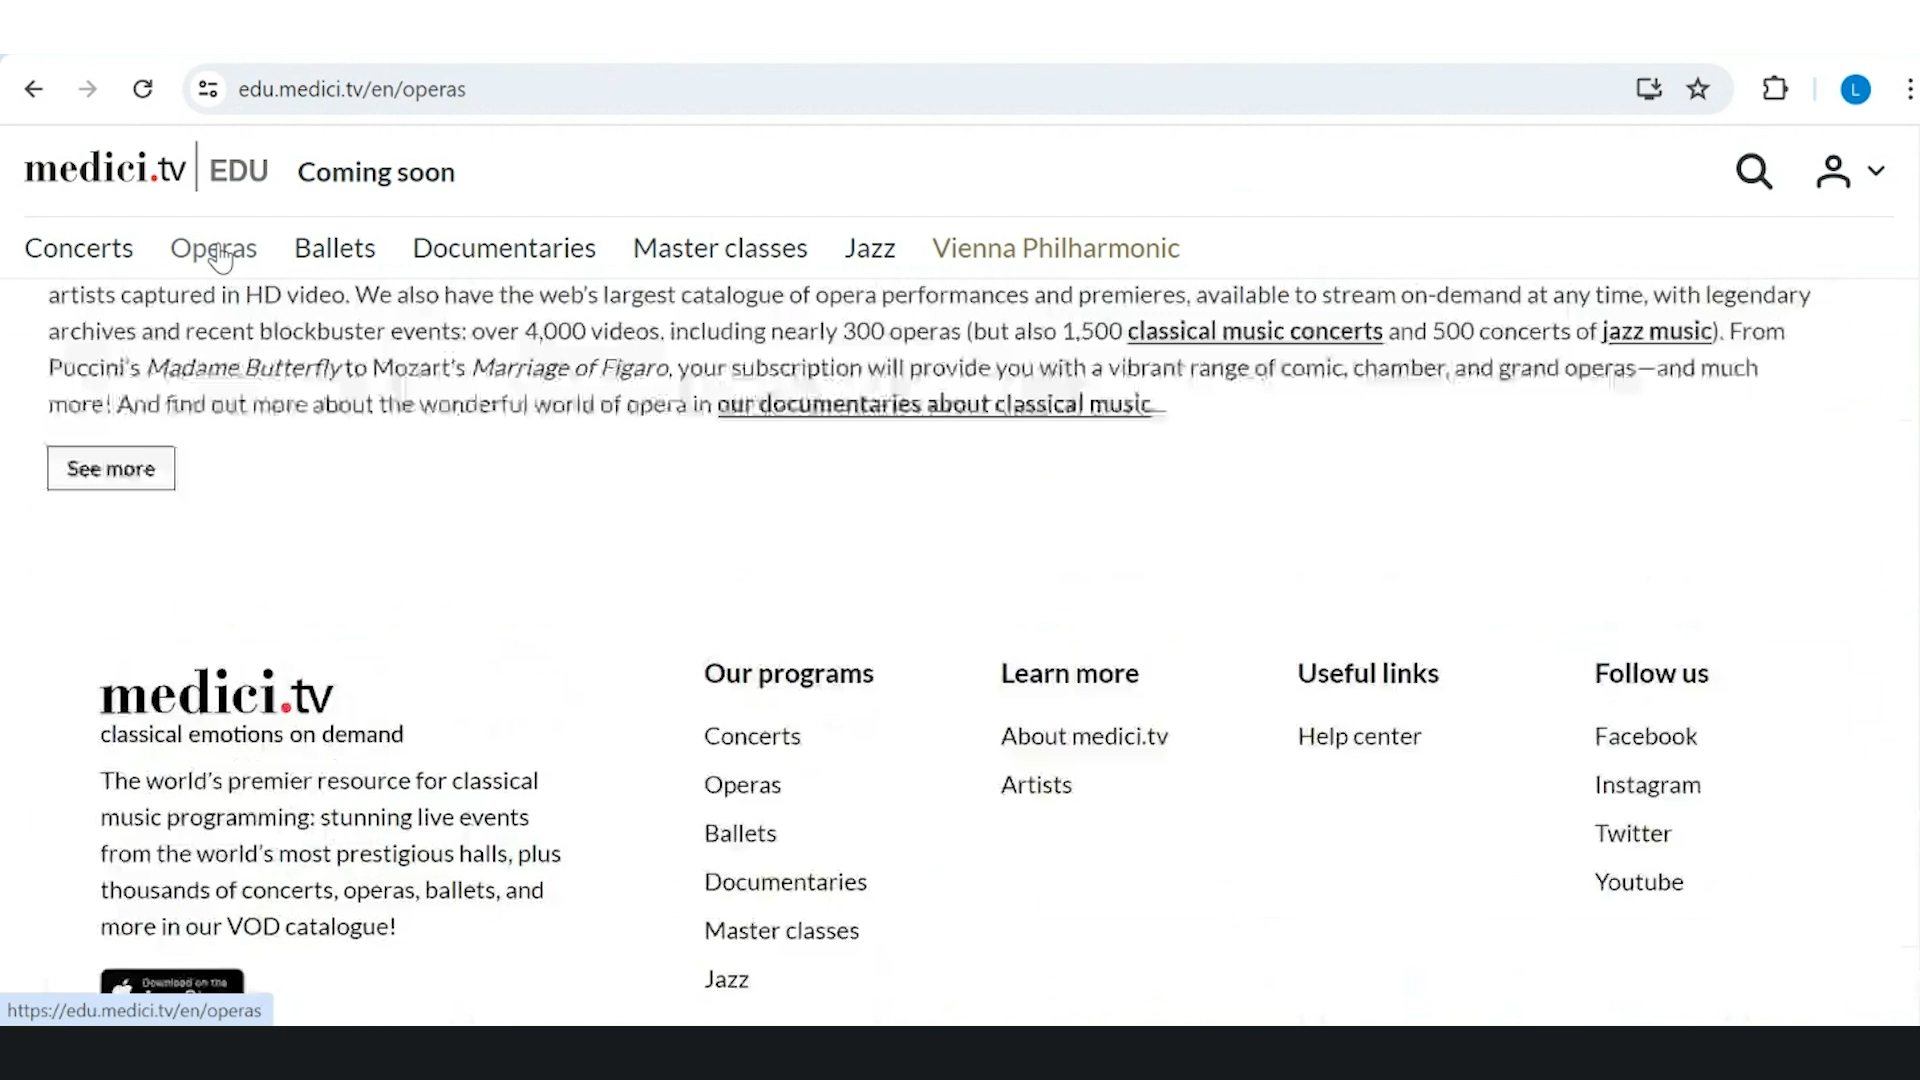 edu.medici.tv/en/operas
L
medici.tv EDU Coming soon
Concerts Operas Ballets Documentaries Master classes Jazz Vienna Philharmonic
artists captured in HD video. We also have the web's largest catalogue of opera performances and premieres, available to stream on-demand at any time, with legendary
archives and recent blockbuster events: over 4,000 videos, including nearly 300 operas (but also 1,500 classical music concerts and 500 concerts of jazz music). From
Puccini's Madame Butterfly to Mozart's Marriage of Figaro, your subscription will provide you with a vibrant range of comic, chamber, and grand operas—and much
more! And find out more about the wonderful world of opera in our documentaries about classical music
See more
medici.tv
classical emotions on demand
The world's premier resource for classical
music programming: stunning live events
from the world's most prestigious halls, plus
thousands of concerts, operas, ballets, and
more in our VOD catalogue!
Download on the
Our programs
Concerts
Operas
Ballets
Documentaries
Master classes
Jazz
Learn more
About medici.tv
Artists
Useful links
Help center
Follow us
Facebook
Instagram
Twitter
Youtube
https://edu.medici.tv/en/operas